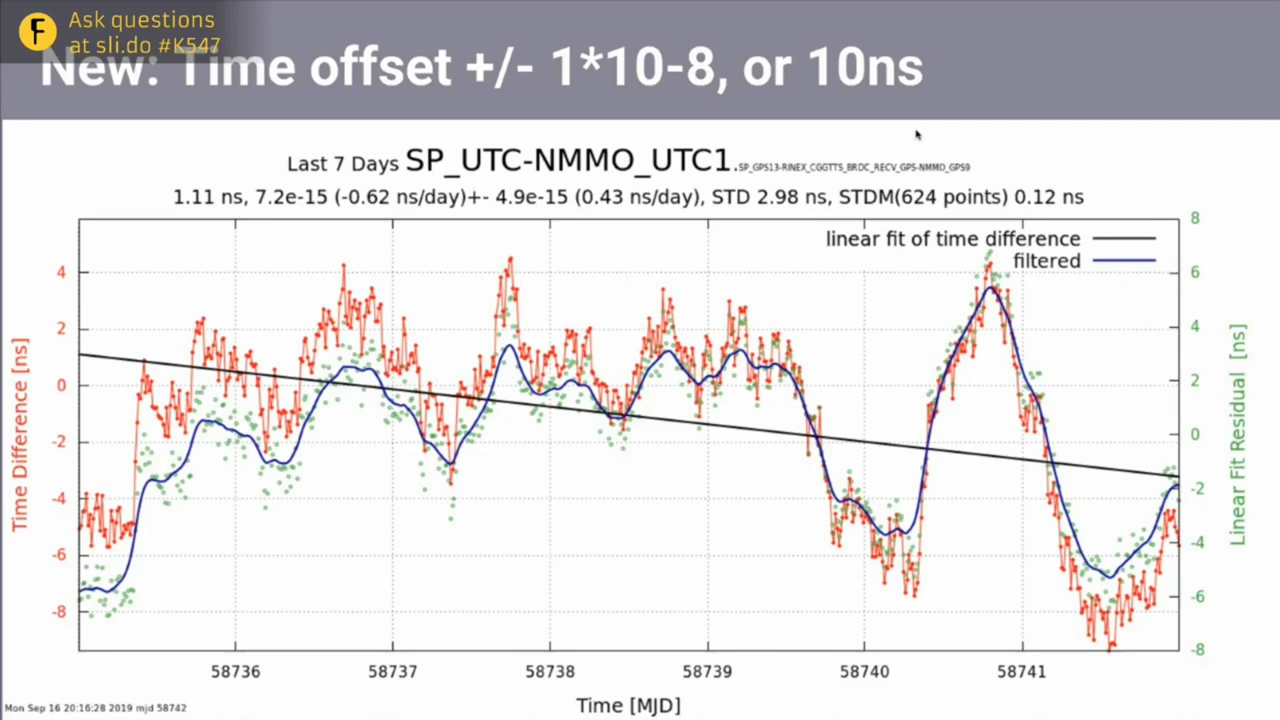 F
Ask questions
at sli.do #K547
New: Time offset +/- 1*10-8, or 10ns
Last 7 Days SP_UTC-NMMO_UTC1.SP_GPS13-RINEX_CGGTTS_BRDC_RECV_GPS-NMMO_GPS9
1.11 ns, 7.2e-15 (-0.62 ns/day)+- 4.9e-15 (0.43 ns/day), STD 2.98 ns, STDM(624 points) 0.12 ns
linear fit of time difference
filtered
Time Difference [ns]
4
2
0
-2
-4
-6
-8
8
6
4
2
0
-2
-4
-6
-8
Linear Fit Residual [ns]
58736 58737 58738 58739 58740 58741
Time [MJD]
Mon Sep 16 20:16:28 2019 mjd 58742